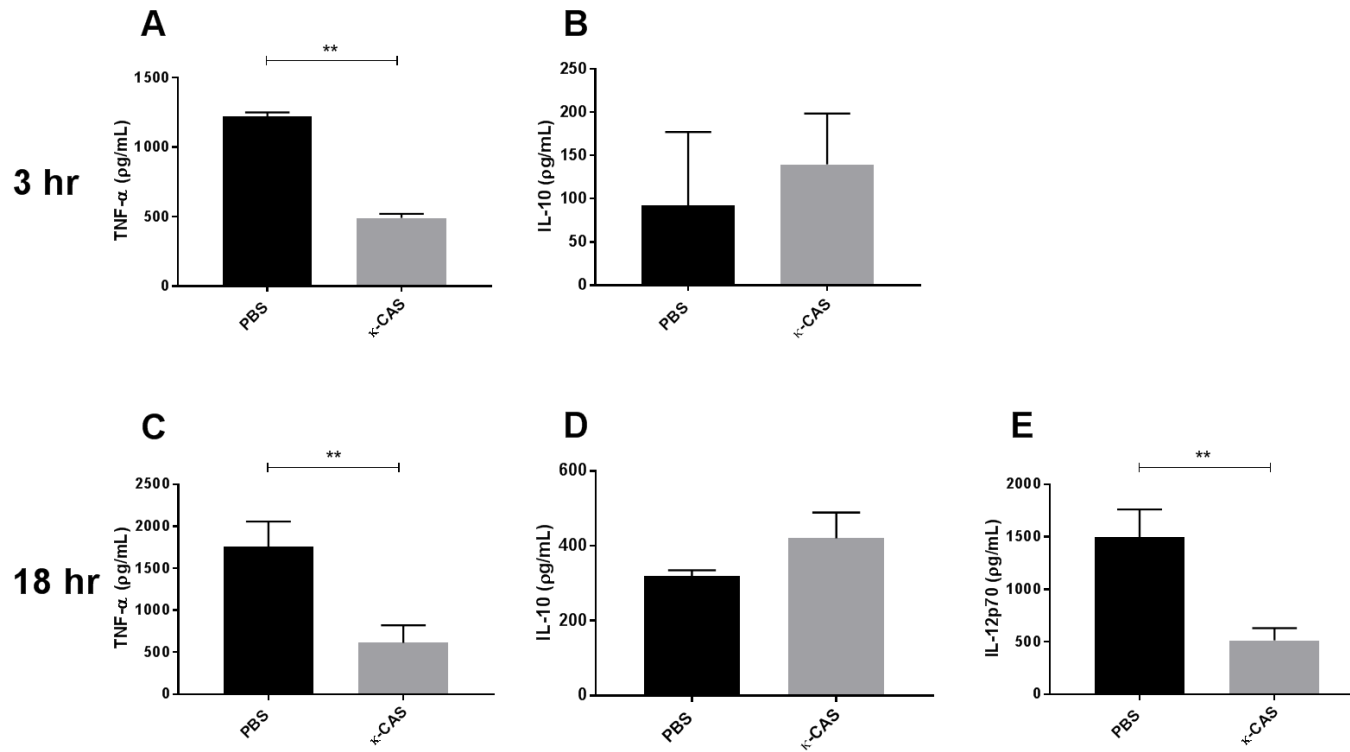 A
**
1500
1000
500
0
TNF-α (ρg/mL)
PBS
κ-CAS
B
250
200
150
100
50
0
IL-10 (ρg/mL)
PBS
κ-CAS
3 hr
C
**
2500
2000
1500
1000
500
0
TNF-α (ρg/mL)
PBS
κ-CAS
D
600
400
200
0
IL-10 (ρg/mL)
PBS
κ-CAS
E
**
2000
1500
1000
500
0
IL-12p70 (ρg/mL)
PBS
κ-CAS
18 hr